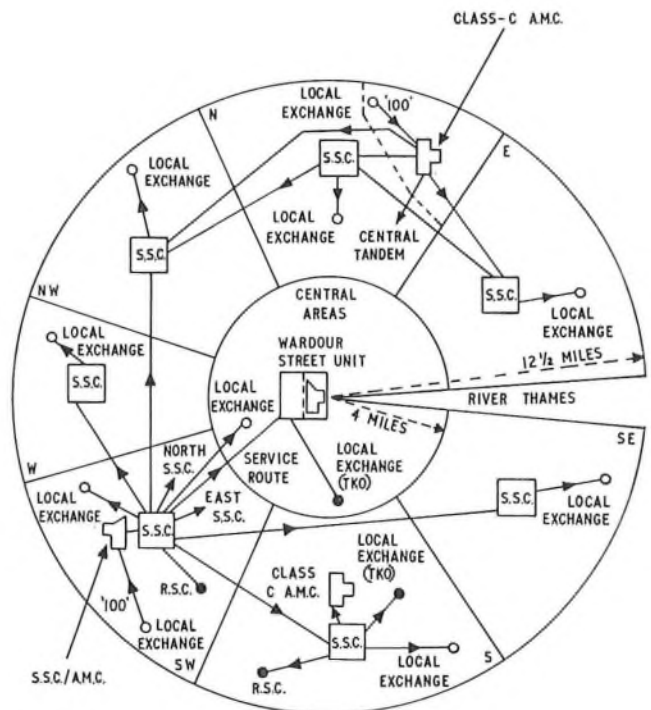 CLASS-C A.M.C.
N
LOCAL
EXCHANGE
'100'
E
S.S.C.
LOCAL
EXCHANGE
LOCAL
EXCHANGE
CENTRAL
TANDEM
S.S.C.
S.S.C.
LOCAL
EXCHANGE
NW
CENTRAL
AREAS
WARDOUR
STREET UNIT
12 1/2 MILES
RIVER THAMES
4 MILES
LOCAL
EXCHANGE
S.S.C.
LOCAL
EXCHANGE
W
NORTH
S.S.C.
SERVICE
ROUTE
LOCAL
EXCHANGE
(TKO)
SE
LOCAL
EXCHANGE
S.S.C.
EAST
S.S.C.
S.S.C.
LOCAL
EXCHANGE
'100'
R.S.C.
LOCAL
EXCHANGE
SW
S.S.C./A.M.C.
CLASS
C A.M.C.
LOCAL
EXCHANGE
(TKO)
S.S.C.
LOCAL
EXCHANGE
R.S.C.
S